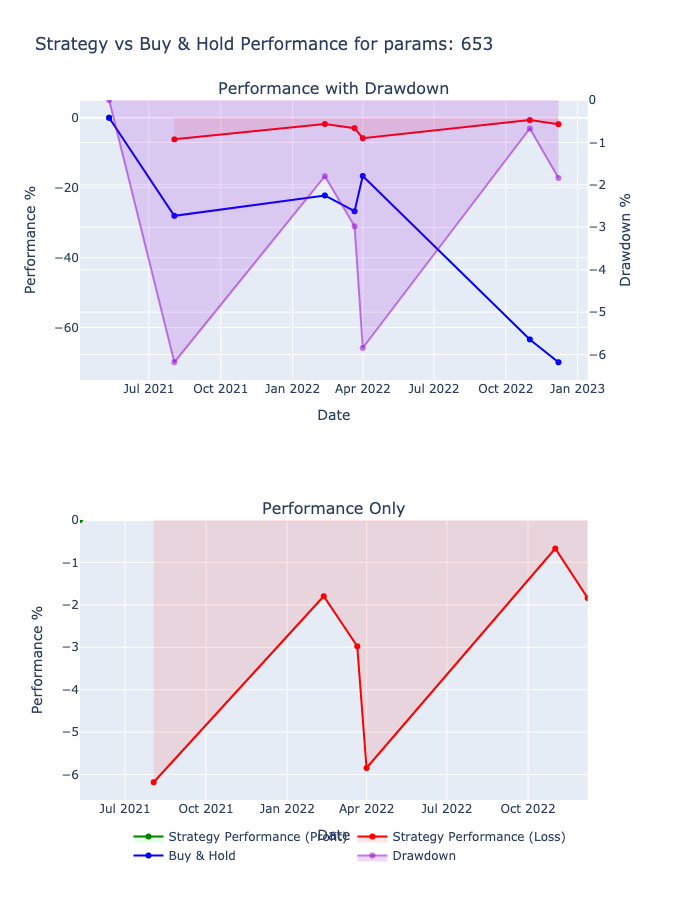 Strategy vs Buy & Hold Performance for params: 653
Performance with Drawdown
0
−20
−40
−60
Performance %
0
−1
−2
−3
−4
−5
−6
Drawdown %
Jul 2021 Oct 2021 Jan 2022 Apr 2022 Jul 2022 Oct 2022 Jan 2023
Date
Performance Only
0
−1
−2
−3
−4
−5
−6
Performance %
Jul 2021 Oct 2021 Jan 2022 Apr 2022 Jul 2022 Oct 2022
Date
Strategy Performance (Profit) Strategy Performance (Loss)
Buy & Hold Drawdown